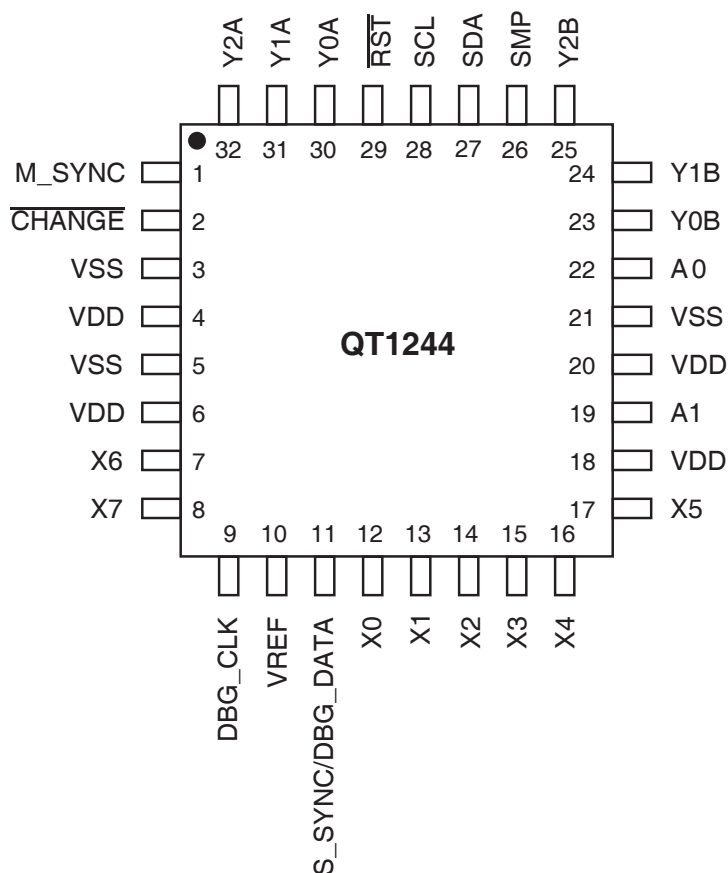 Y2A Y1A Y0A RST SCL SDA SMP Y2B
32 31 30 29 28 27 26 25
M_SYNC 1 24 Y1B
CHANGE 2 23 Y0B
VSS 3 22 A0
VDD 4 21 VSS
QT1244
VSS 5 20 VDD
VDD 6 19 A1
X6 7 18 VDD
X7 8 17 X5
9 10 11 12 13 14 15 16
DBG_CLK VREF S_SYNC/DBG_DATA X0 X1 X2 X3 X4